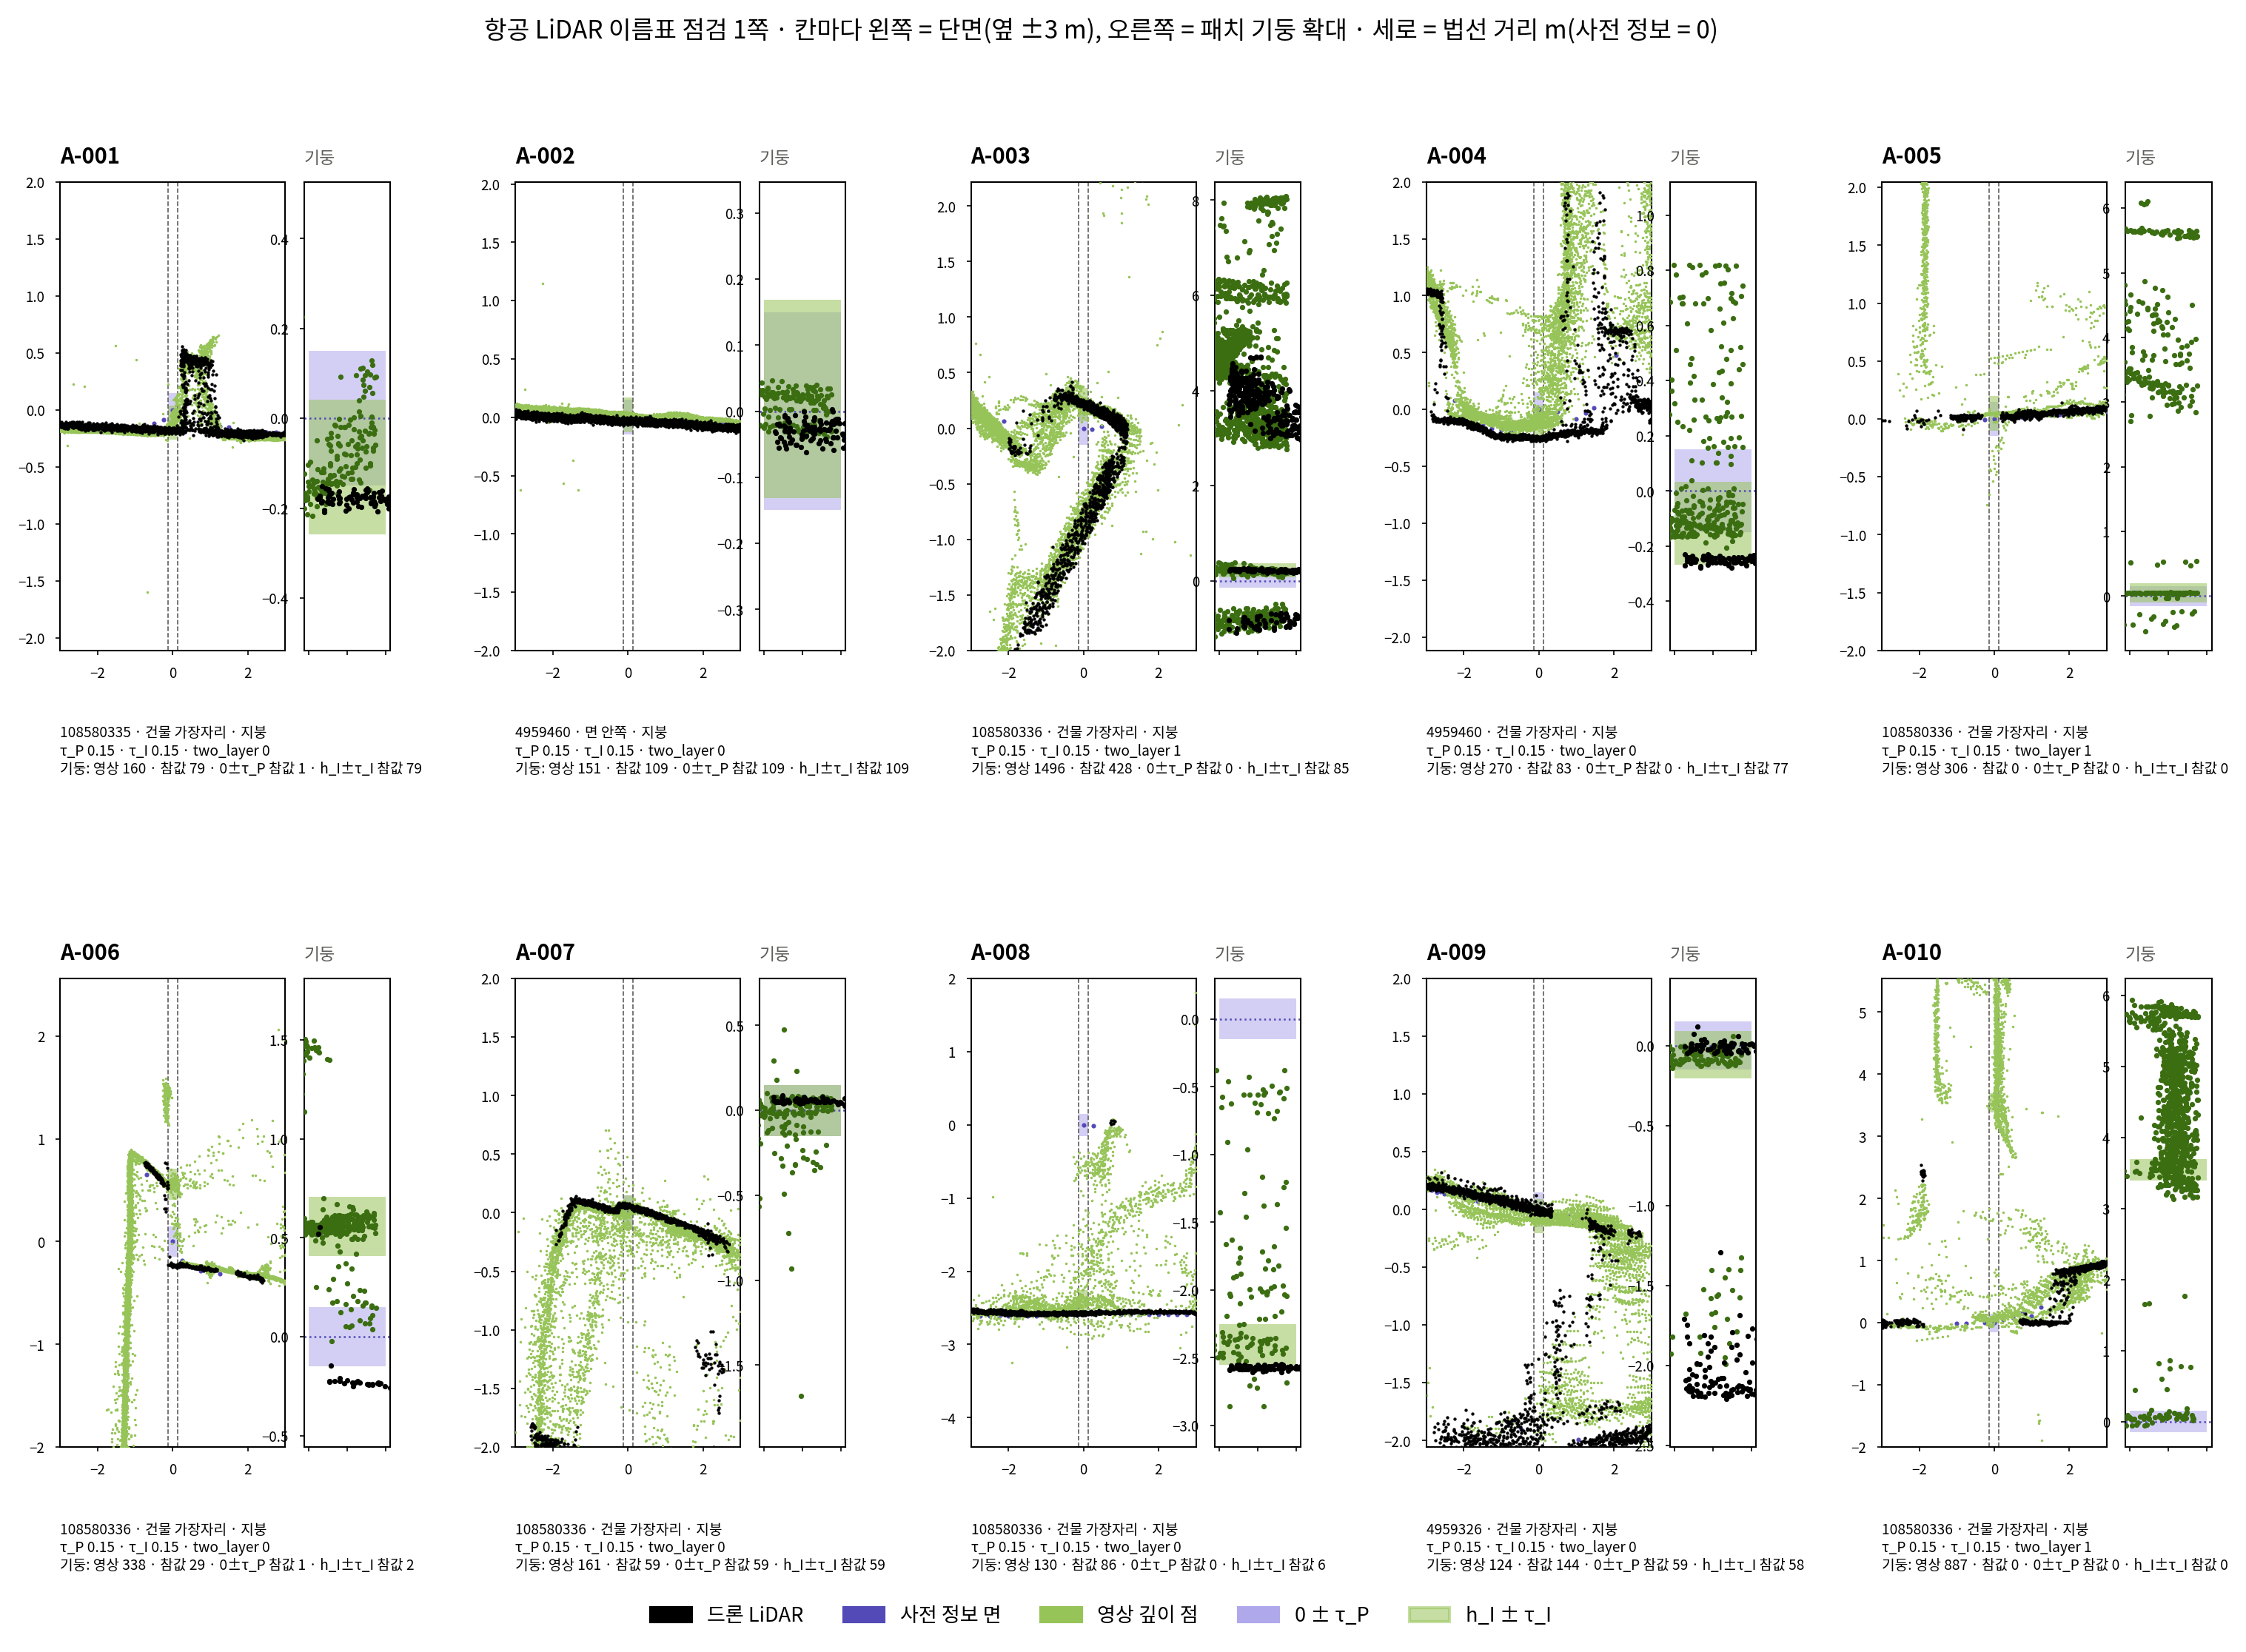 항공 LiDAR 이름표 점검 1쪽 · 칸마다 왼쪽 = 단면(옆 ±3 m), 오른쪽 = 패치 기둥 확대 · 세로 = 법선 거리 m(사전 정보 = 0)
A-001 기둥 A-002 기둥 A-003 기둥 A-004 기둥 A-005 기둥
108580335 · 건물 가장자리 · 지붕
τ_P 0.15 · τ_I 0.15 · two_layer 0
기둥: 영상 160 · 참값 79 · 0±τ_P 참값 1 · h_I±τ_I 참값 79
4959460 · 면 안쪽 · 지붕
τ_P 0.15 · τ_I 0.15 · two_layer 0
기둥: 영상 151 · 참값 109 · 0±τ_P 참값 109 · h_I±τ_I 참값 109
108580336 · 건물 가장자리 · 지붕
τ_P 0.15 · τ_I 0.15 · two_layer 1
기둥: 영상 1496 · 참값 428 · 0±τ_P 참값 0 · h_I±τ_I 참값 85
4959460 · 건물 가장자리 · 지붕
τ_P 0.15 · τ_I 0.15 · two_layer 0
기둥: 영상 270 · 참값 83 · 0±τ_P 참값 0 · h_I±τ_I 참값 77
108580336 · 건물 가장자리 · 지붕
τ_P 0.15 · τ_I 0.15 · two_layer 1
기둥: 영상 306 · 참값 0 · 0±τ_P 참값 0 · h_I±τ_I 참값 0
A-006 기둥 A-007 기둥 A-008 기둥 A-009 기둥 A-010 기둥
108580336 · 건물 가장자리 · 지붕
τ_P 0.15 · τ_I 0.15 · two_layer 0
기둥: 영상 338 · 참값 29 · 0±τ_P 참값 1 · h_I±τ_I 참값 2
108580336 · 건물 가장자리 · 지붕
τ_P 0.15 · τ_I 0.15 · two_layer 0
기둥: 영상 161 · 참값 59 · 0±τ_P 참값 59 · h_I±τ_I 참값 59
108580336 · 건물 가장자리 · 지붕
τ_P 0.15 · τ_I 0.15 · two_layer 0
기둥: 영상 130 · 참값 86 · 0±τ_P 참값 0 · h_I±τ_I 참값 6
4959326 · 건물 가장자리 · 지붕
τ_P 0.15 · τ_I 0.15 · two_layer 0
기둥: 영상 124 · 참값 144 · 0±τ_P 참값 59 · h_I±τ_I 참값 58
108580336 · 건물 가장자리 · 지붕
τ_P 0.15 · τ_I 0.15 · two_layer 1
기둥: 영상 887 · 참값 0 · 0±τ_P 참값 0 · h_I±τ_I 참값 0
드론 LiDAR 사전 정보 면 영상 깊이 점 0 ± τ_P h_I ± τ_I